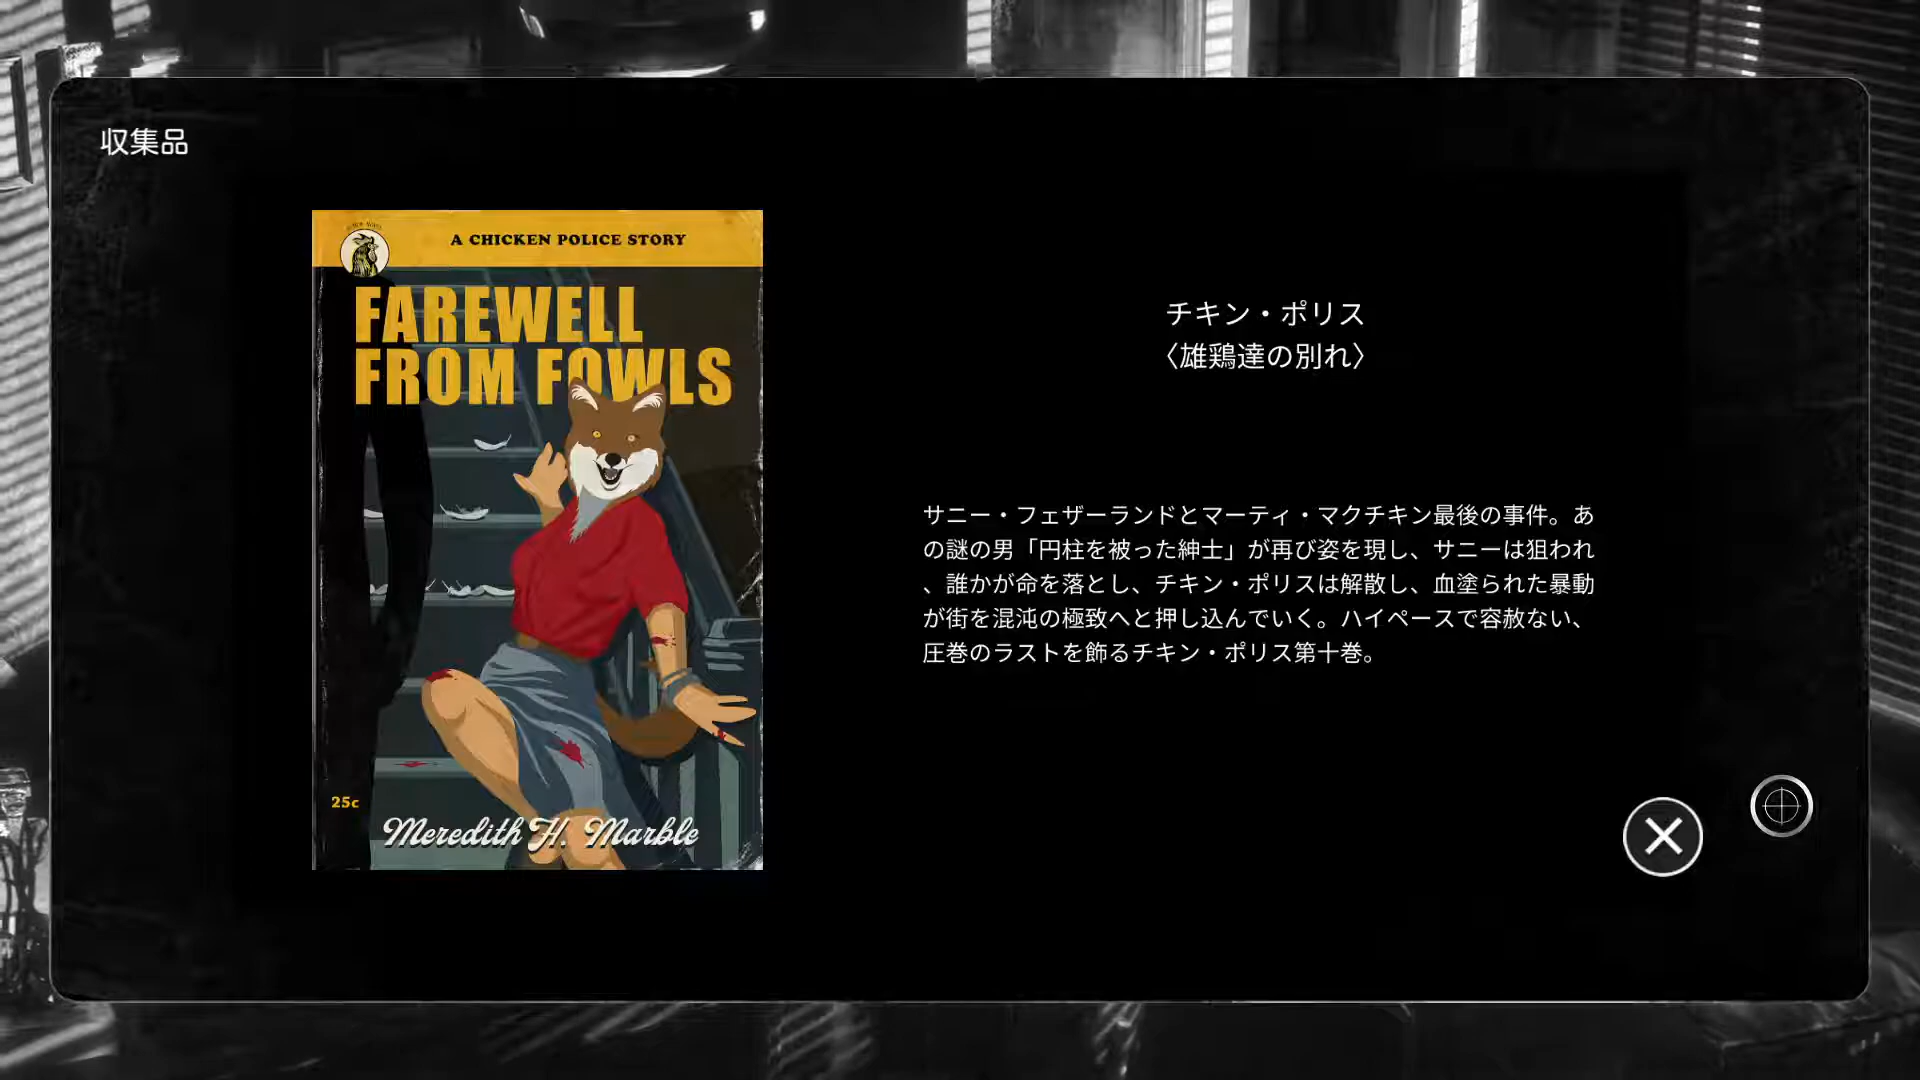 収集品
A CHICKEN POLICE STORY
FAREWELL
FROM FOWLS
25c
Meredith H. Marble
チキン・ポリス
〈雄鶏達の別れ〉
サニー・フェザーランドとマーティ・マクチキン最後の事件。あ
の謎の男「円柱を被った紳士」が再び姿を現し、サニーは狙われ
、誰かが命を落とし、チキン・ポリスは解散し、血塗られた暴動
が街を混沌の極致へと押し込んでいく。ハイペースで容赦ない、
圧巻のラストを飾るチキン・ポリス第十巻。